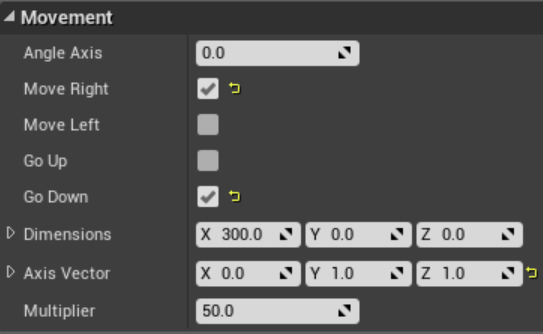 Movement
Angle Axis 0.0
Move Right
Move Left
Go Up
Go Down
Dimensions X 300.0 Y 0.0 Z 0.0
Axis Vector X 0.0 Y 1.0 Z 1.0
Multiplier 50.0